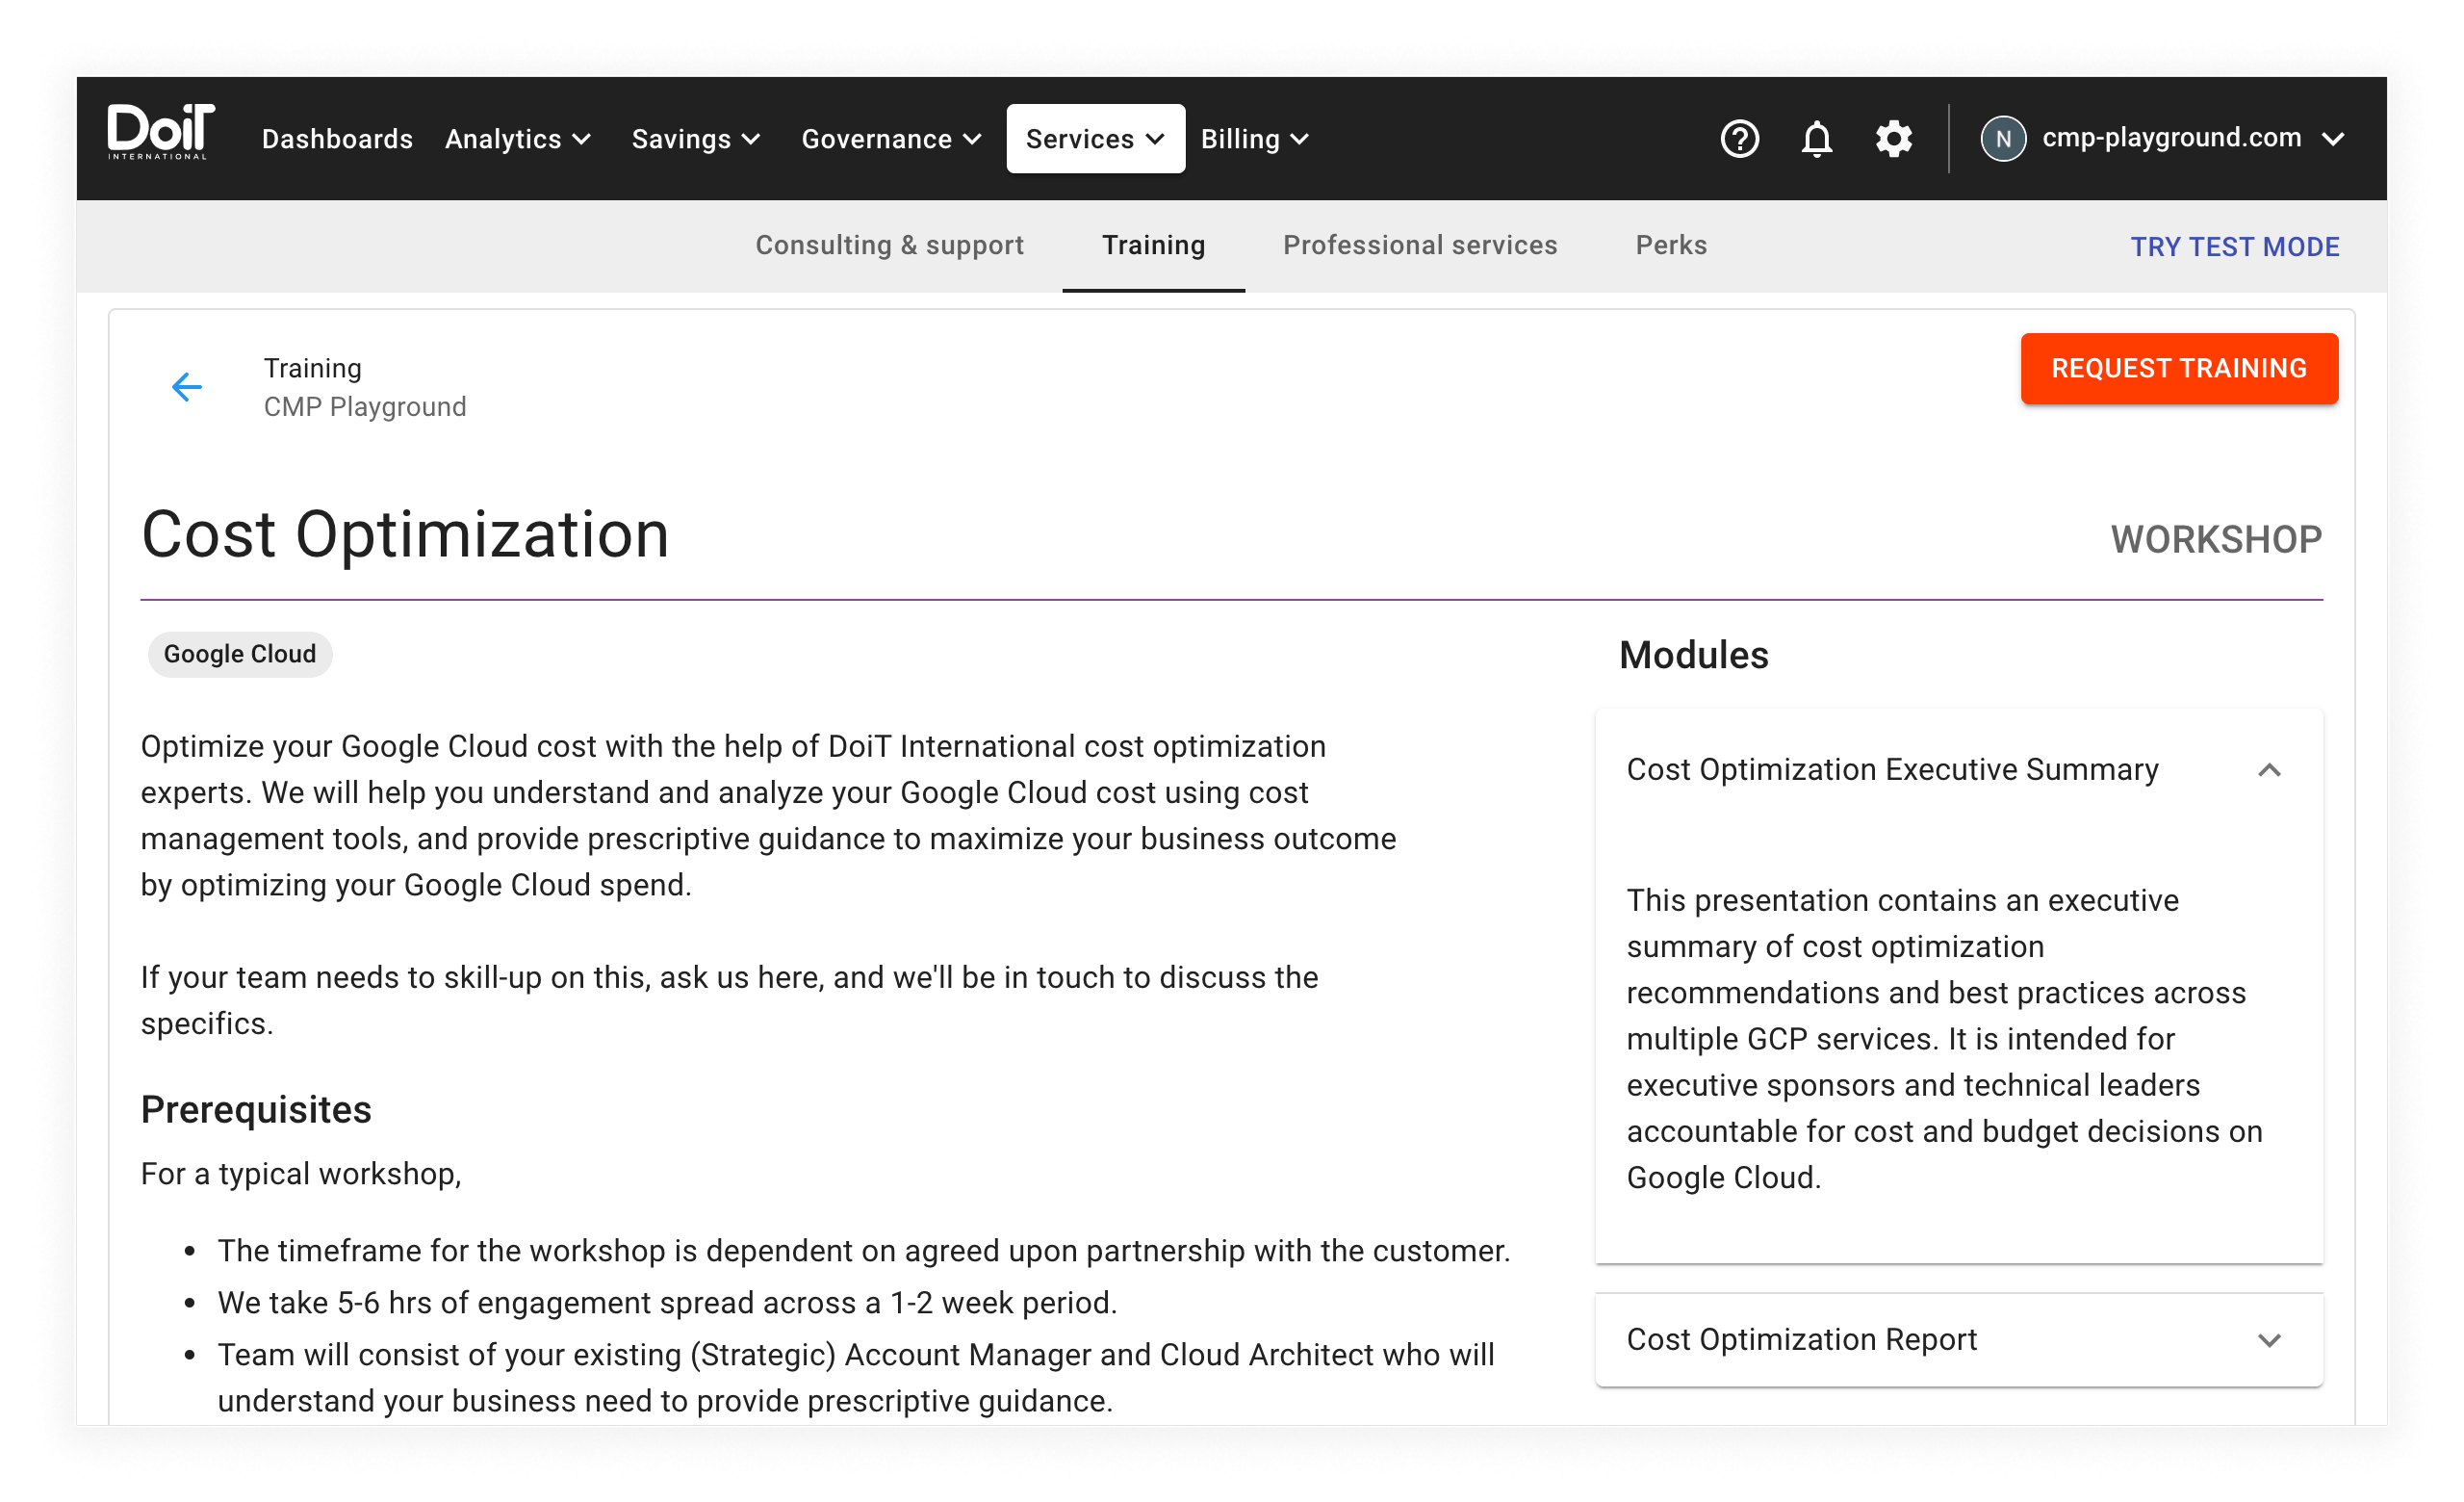 DoiT
INTERNATIONAL
Dashboards Analytics Savings Governance Services Billing
N cmp-playground.com
Consulting & support Training Professional services Perks TRY TEST MODE
Training
CMP Playground
REQUEST TRAINING
Cost Optimization
WORKSHOP
Google Cloud
Optimize your Google Cloud cost with the help of DoiT International cost optimization
experts. We will help you understand and analyze your Google Cloud cost using cost
management tools, and provide prescriptive guidance to maximize your business outcome
by optimizing your Google Cloud spend.
If your team needs to skill-up on this, ask us here, and we'll be in touch to discuss the
specifics.
Prerequisites
For a typical workshop,
• The timeframe for the workshop is dependent on agreed upon partnership with the customer.
• We take 5-6 hrs of engagement spread across a 1-2 week period.
• Team will consist of your existing (Strategic) Account Manager and Cloud Architect who will
understand your business need to provide prescriptive guidance.
Modules
Cost Optimization Executive Summary
This presentation contains an executive
summary of cost optimization
recommendations and best practices across
multiple GCP services. It is intended for
executive sponsors and technical leaders
accountable for cost and budget decisions on
Google Cloud.
Cost Optimization Report